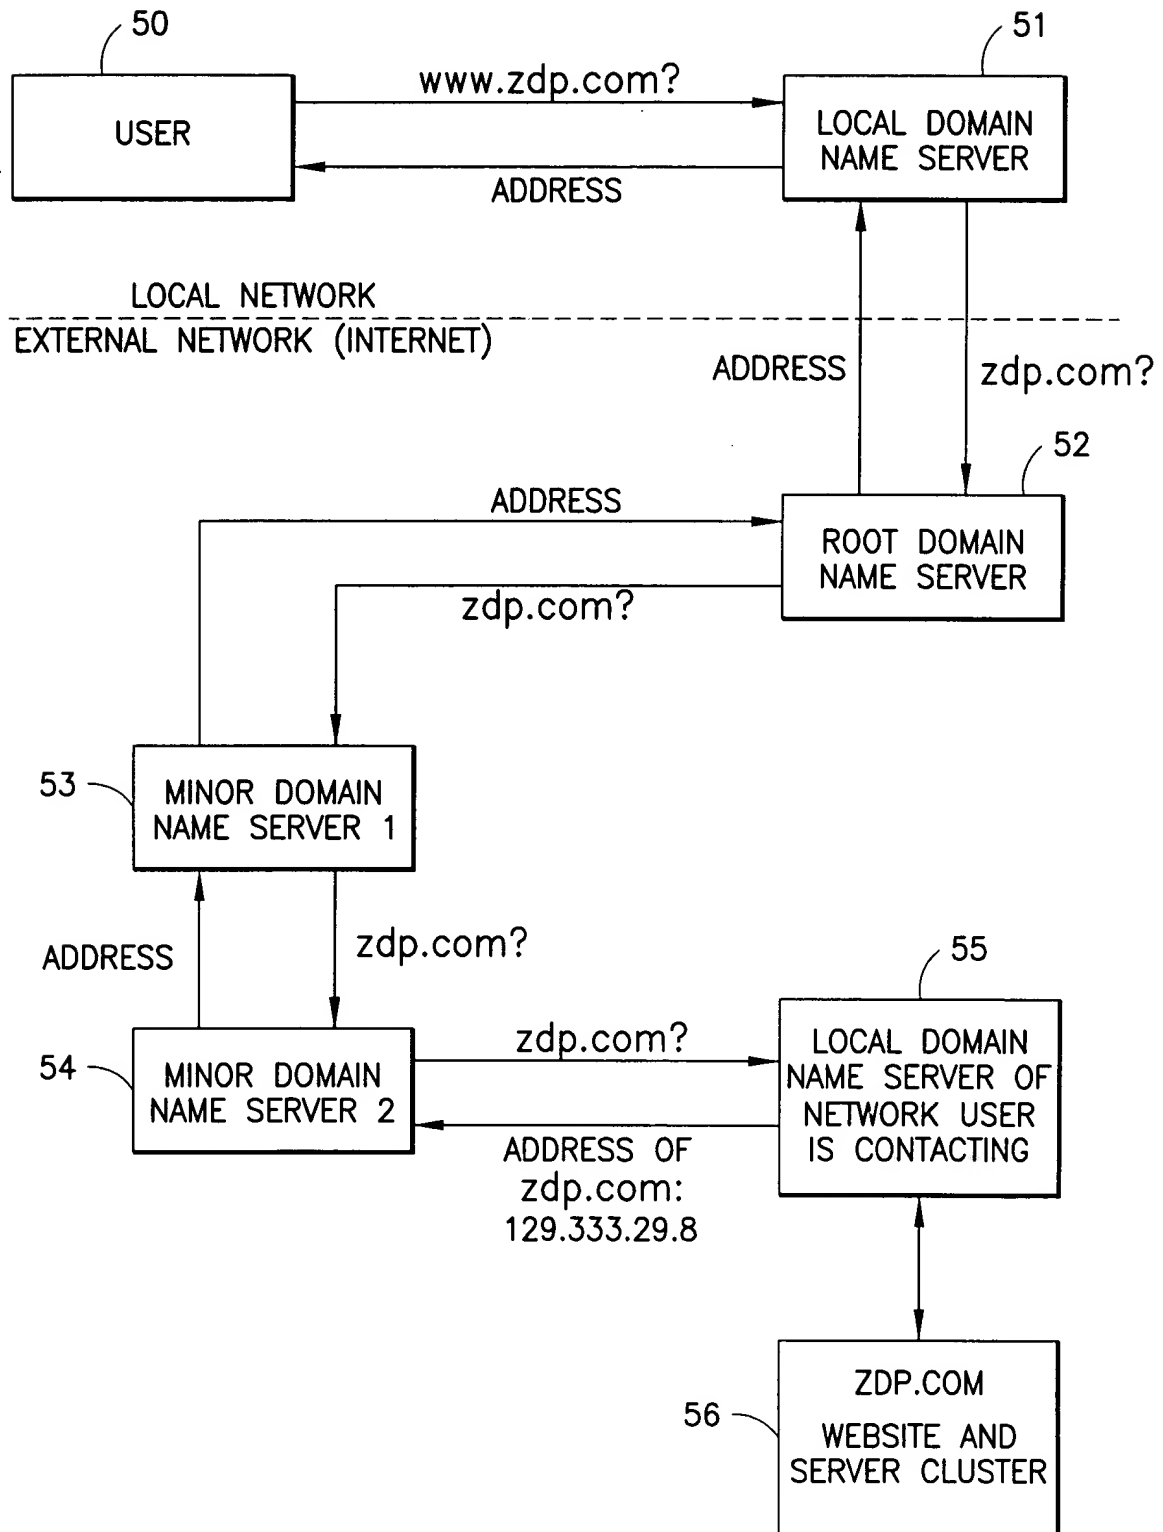 50
51
USER
www.zdp.com?
ADDRESS
LOCAL DOMAIN
NAME SERVER
LOCAL NETWORK
EXTERNAL NETWORK (INTERNET)
ADDRESS
zdp.com?
52
ADDRESS
zdp.com?
ROOT DOMAIN
NAME SERVER
53
MINOR DOMAIN
NAME SERVER 1
ADDRESS
zdp.com?
55
54
MINOR DOMAIN
NAME SERVER 2
zdp.com?
ADDRESS OF
zdp.com:
129.333.29.8
LOCAL DOMAIN
NAME SERVER OF
NETWORK USER
IS CONTACTING
56
ZDP.COM
WEBSITE AND
SERVER CLUSTER